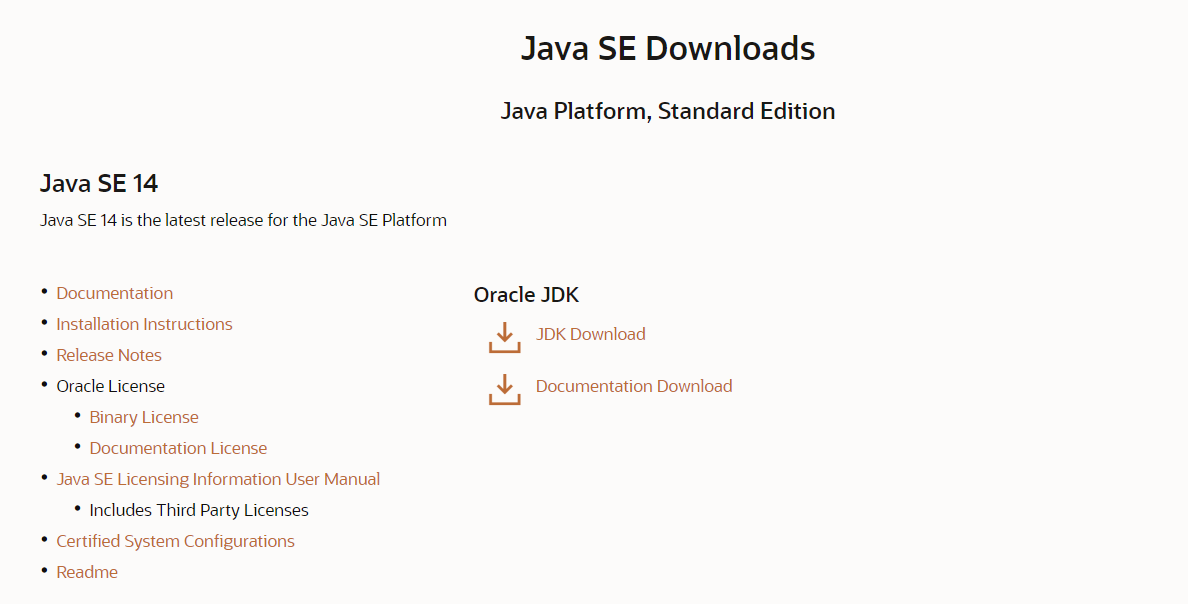 Java SE Downloads
Java Platform, Standard Edition
Java SE 14
Java SE 14 is the latest release for the Java SE Platform
Documentation
Installation Instructions
Release Notes
Oracle License
Binary License
Documentation License
Java SE Licensing Information User Manual
Includes Third Party Licenses
Certified System Configurations
Readme
Oracle JDK
JDK Download
Documentation Download